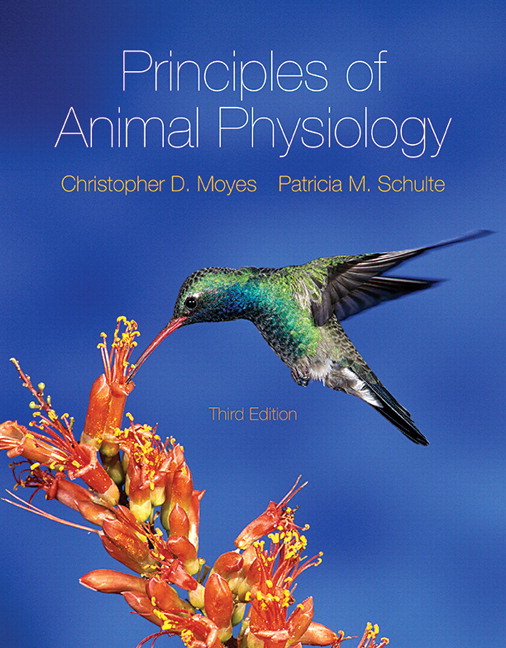 Principles of
Animal Physiology
Christopher D. Moyes Patricia M. Schulte
Third Edition